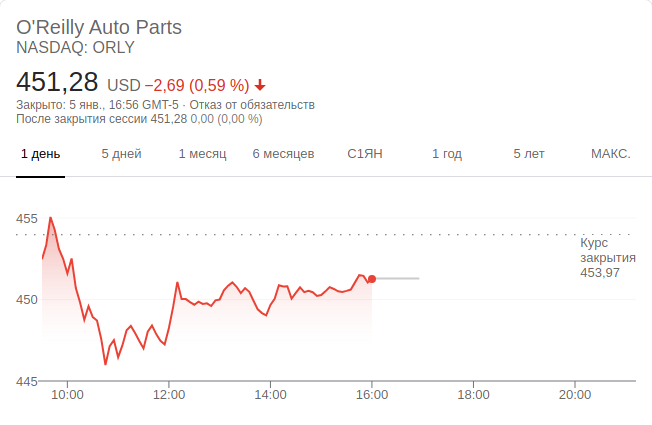 O'Reilly Auto Parts
NASDAQ: ORLY
451,28 USD −2,69 (0,59 %)
Закрыто: 5 янв., 16:56 GMT-5 · Отказ от обязательств
После закрытия сессии 451,28 0,00 (0,00 %)
1 день 5 дней 1 месяц 6 месяцев С1ЯН 1 год 5 лет МАКС.
455
Курс
закрытия
453,97
450
445
10:00 12:00 14:00 16:00 18:00 20:00